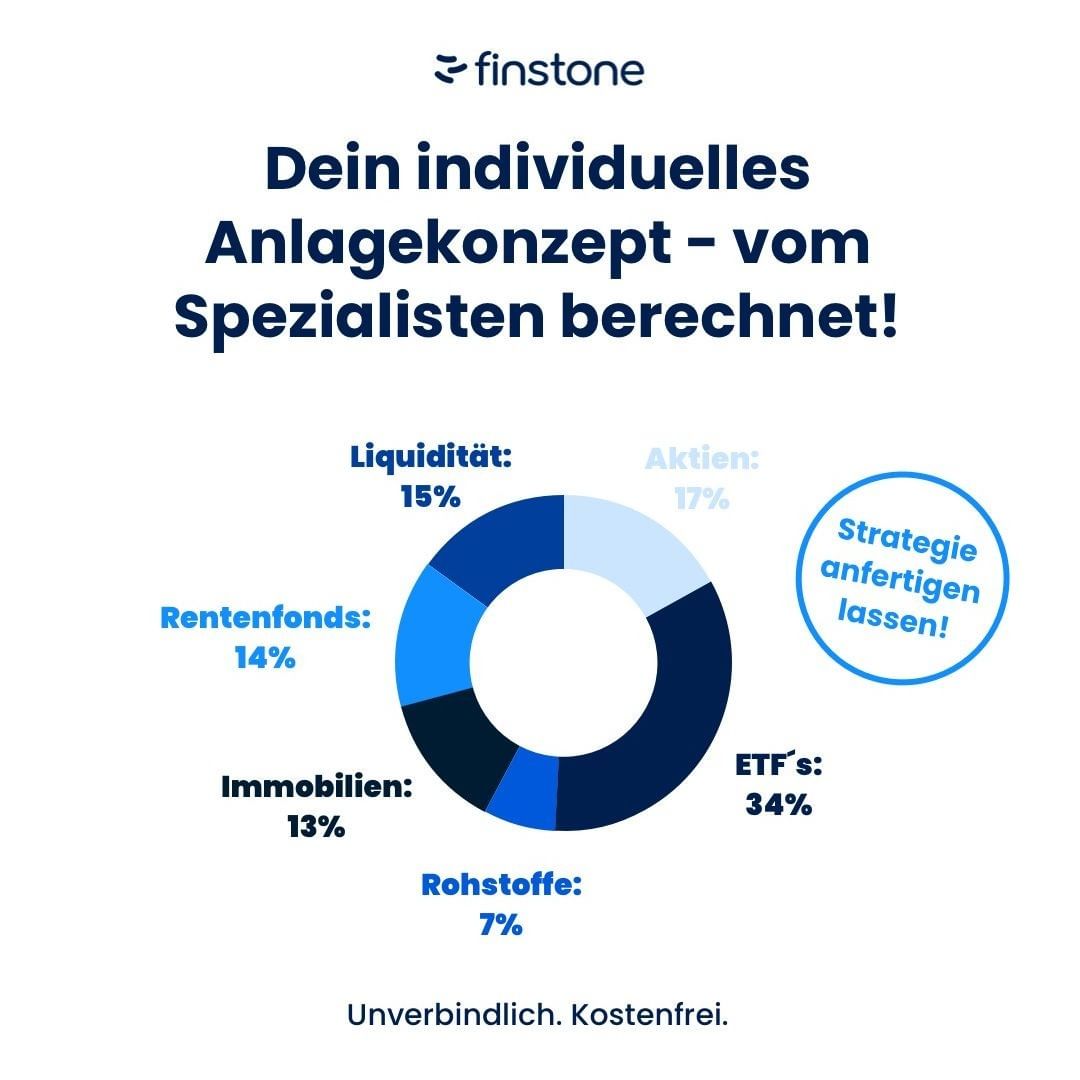 finstone
Dein individuelles
Anlagekonzept - vom
Spezialisten berechnet!
Liquidität:
15%
Aktien:
17%
Strategie
anfertigen
lassen!
Rentenfonds:
14%
ETF´s:
34%
Immobilien:
13%
Rohstoffe:
7%
Unverbindlich. Kostenfrei.